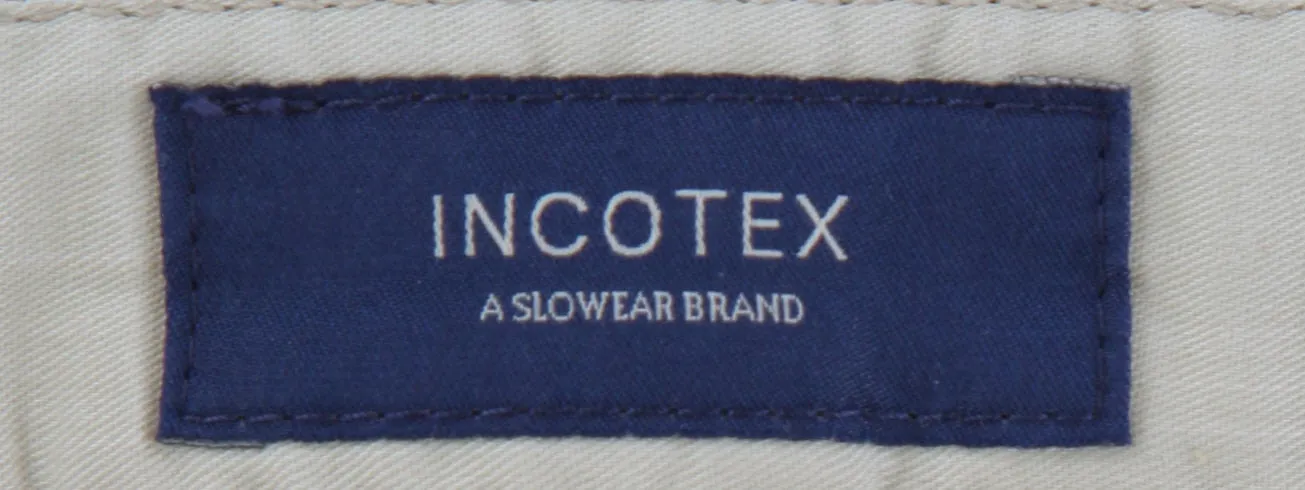 INCOTEX
A SLOWEAR BRAND